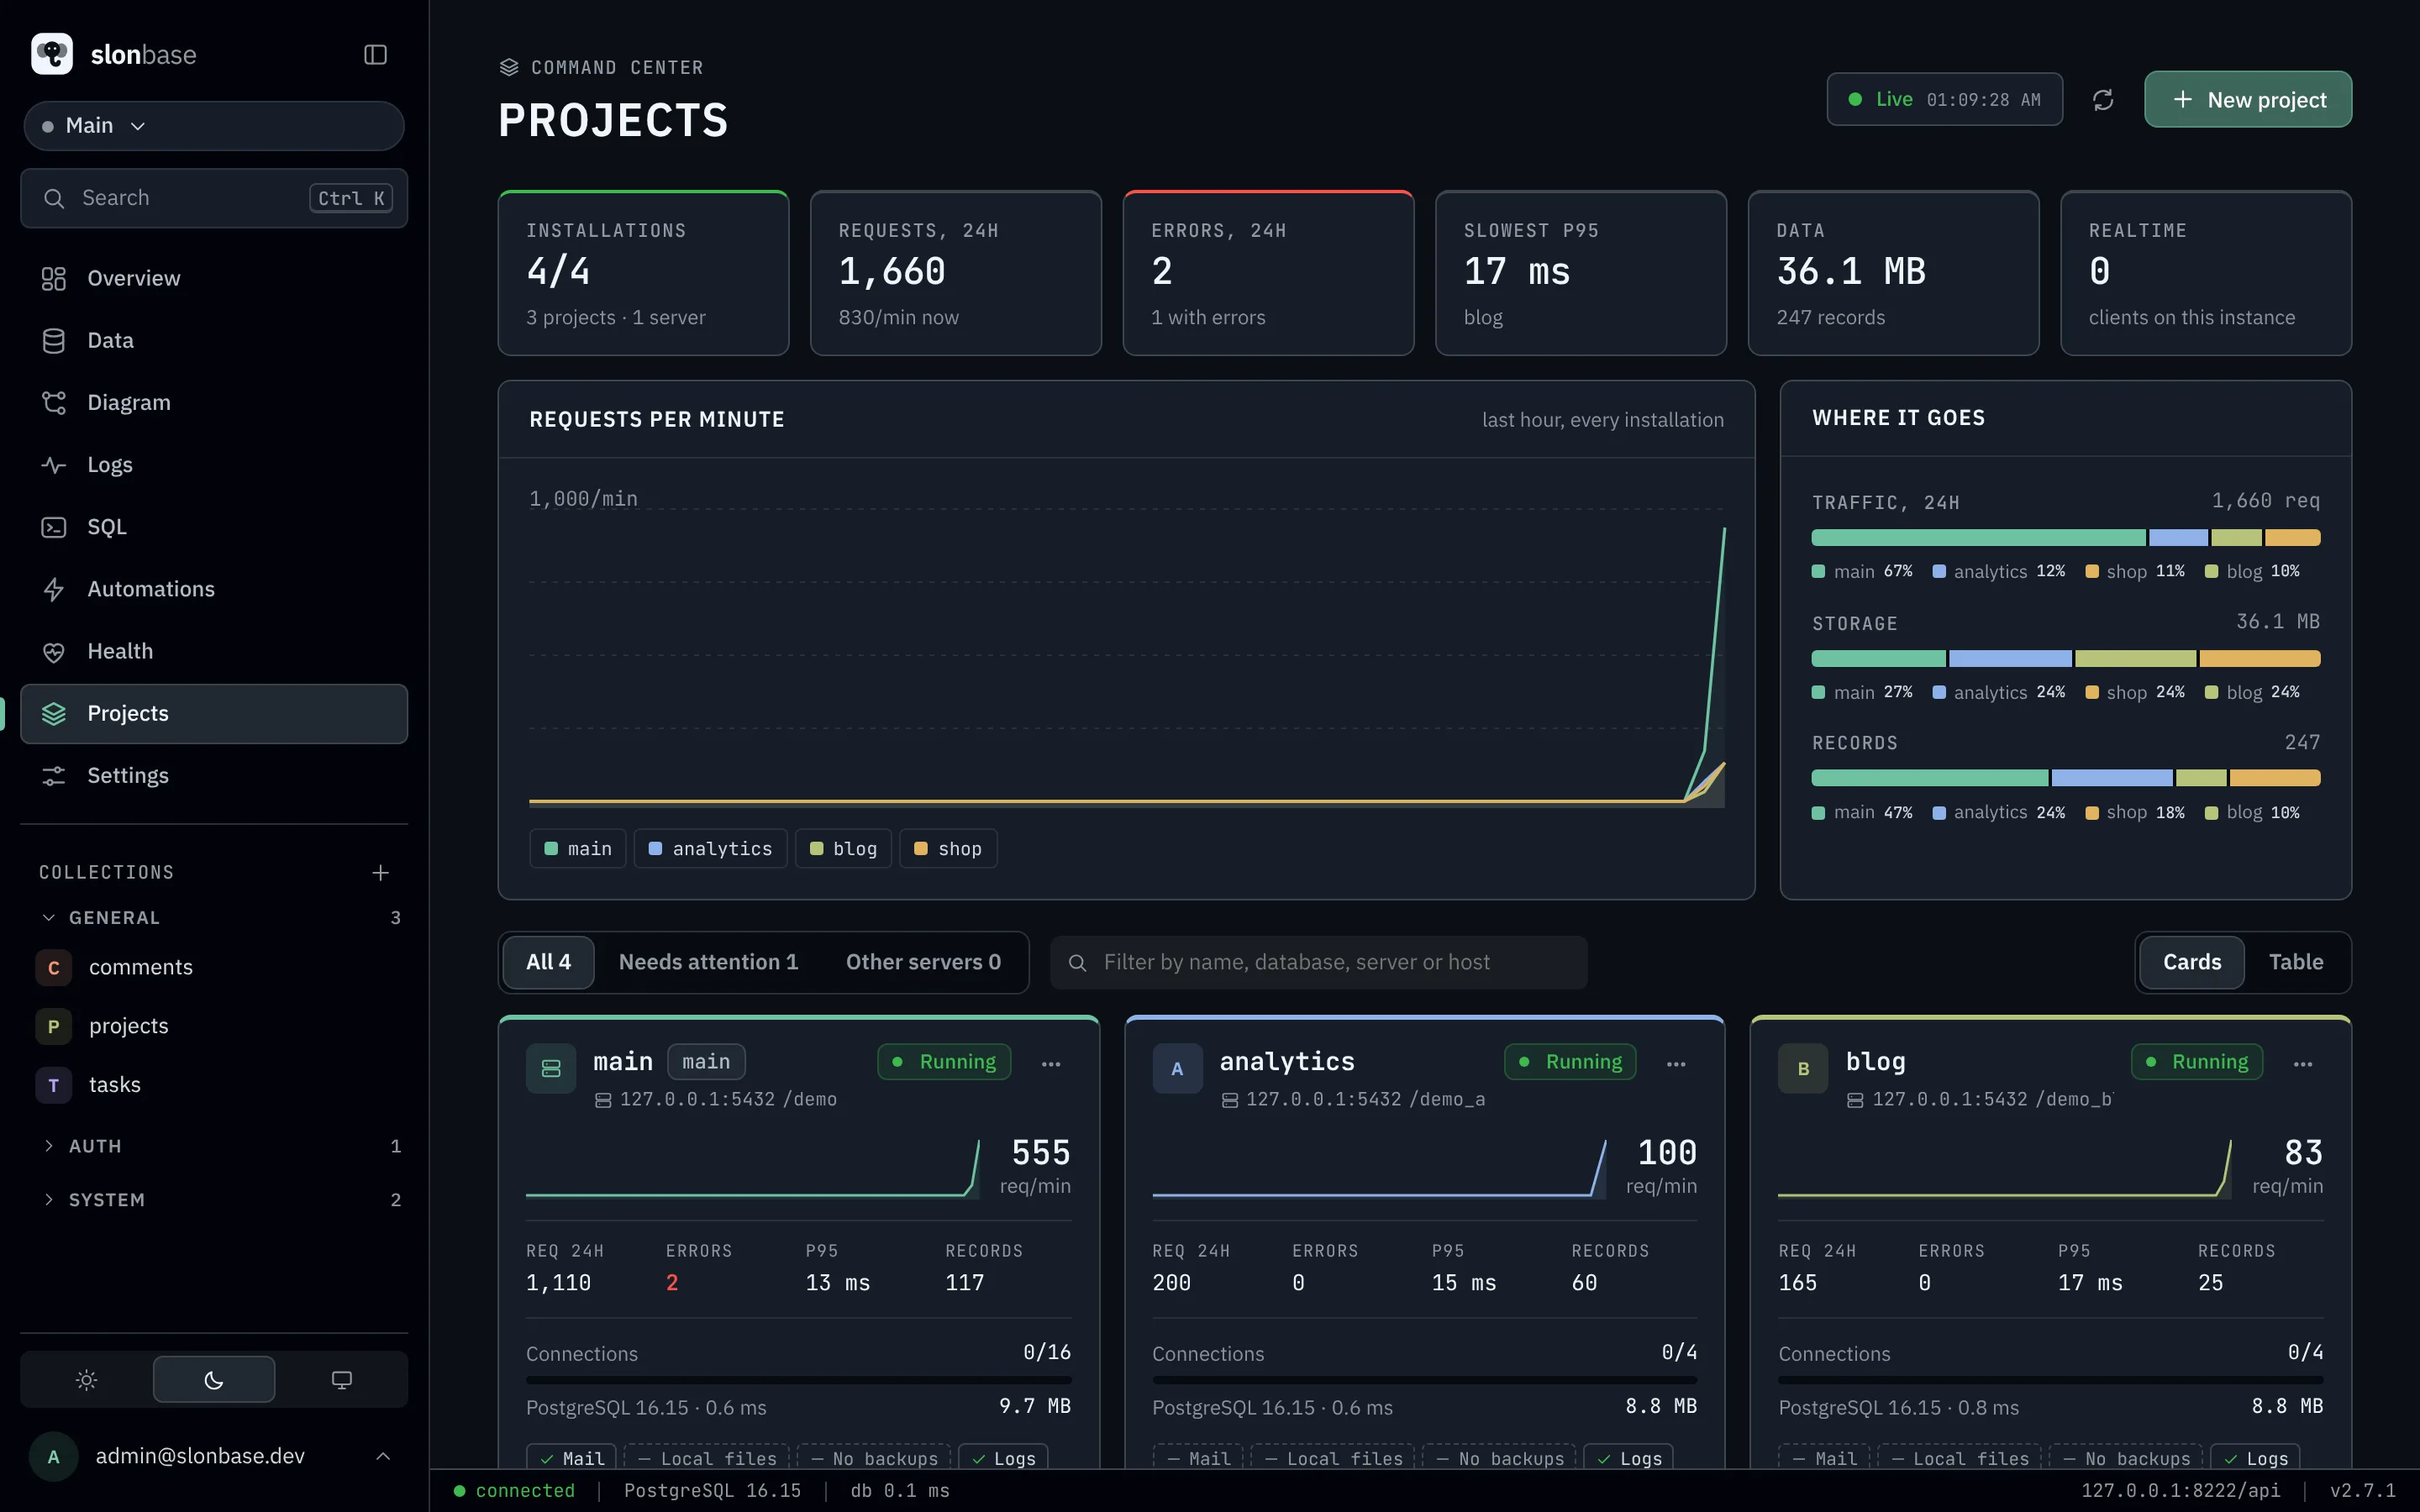 slonbase
Main
Search Ctrl K
Overview
Data
Diagram
Logs
SQL
Automations
Health
Projects
Settings
COLLECTIONS
GENERAL 3
C comments
P projects
T tasks
AUTH 1
SYSTEM 2
A admin@slonbase.dev
COMMAND CENTER
PROJECTS
Live 01:09:28 AM
New project
INSTALLATIONS
4/4
3 projects · 1 server
REQUESTS, 24H
1,660
830/min now
ERRORS, 24H
2
1 with errors
SLOWEST P95
17 ms
blog
DATA
36.1 MB
247 records
REALTIME
0
clients on this instance
REQUESTS PER MINUTE last hour, every installation
1,000/min
main analytics blog shop
WHERE IT GOES
TRAFFIC, 24H 1,660 req
main 67% analytics 12% shop 11% blog 10%
STORAGE 36.1 MB
main 27% analytics 24% shop 24% blog 24%
RECORDS 247
main 47% analytics 24% shop 18% blog 10%
All 4 Needs attention 1 Other servers 0
Filter by name, database, server or host
Cards Table
main main Running
127.0.0.1:5432 /demo
555
req/min
REQ 24H ERRORS P95 RECORDS
1,110 2 13 ms 117
Connections 0/16
PostgreSQL 16.15 · 0.6 ms 9.7 MB
Mail Local files No backups Logs
A analytics Running
127.0.0.1:5432 /demo_a
100
req/min
REQ 24H ERRORS P95 RECORDS
200 0 15 ms 60
Connections 0/4
PostgreSQL 16.15 · 0.6 ms 8.8 MB
Mail Local files No backups Logs
B blog Running
127.0.0.1:5432 /demo_b
83
req/min
REQ 24H ERRORS P95 RECORDS
165 0 17 ms 25
Connections 0/4
PostgreSQL 16.15 · 0.8 ms 8.8 MB
Mail Local files No backups Logs
connected | PostgreSQL 16.15 | db 0.1 ms
127.0.0.1:8222/api | v2.7.1